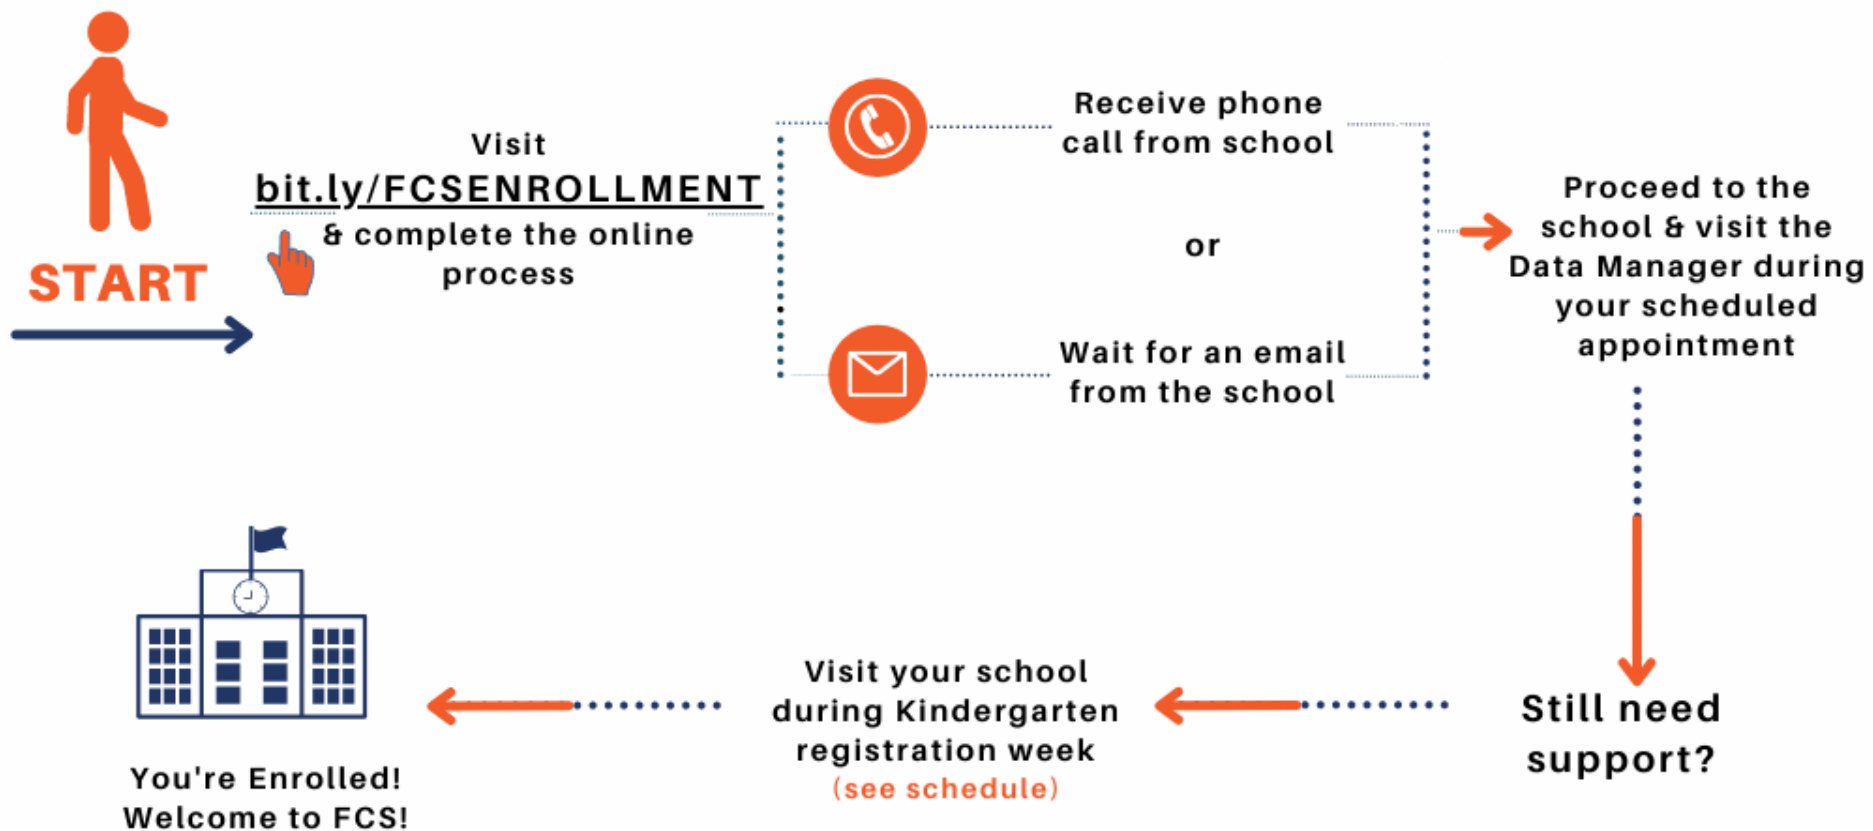 START
Visit
bit.ly/FCSENROLLMENT
& complete the online
process
Receive phone
call from school
or
Wait for an email
from the school
Proceed to the
school & visit the
Data Manager during
your scheduled
appointment
Still need
support?
Visit your school
during Kindergarten
registration week
(see schedule)
You're Enrolled!
Welcome to FCS!